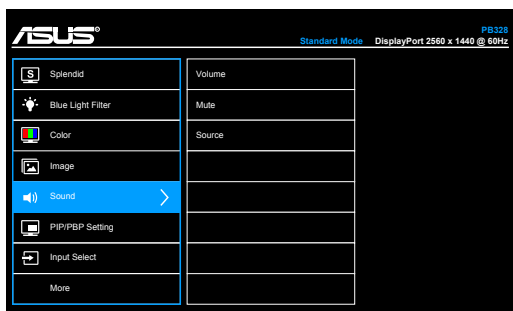 ASUS®
PB328
Standard Mode DisplayPort 2560 x 1440 @ 60Hz
S Splendid
Blue Light Filter
Color
Image
Sound
PIP/PBP Setting
Input Select
More
Volume
Mute
Source